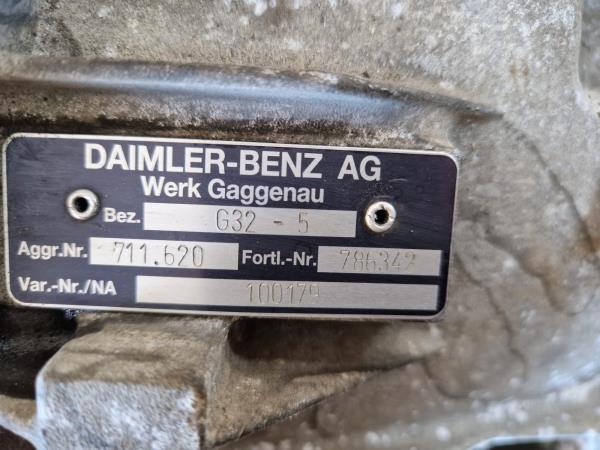 DAIMLER-BENZ AG
Werk Gaggenau
Bez. G32 - 5
Aggr.Nr. 711.620 Fortl.-Nr. 786342
Var.-Nr./NA 100179